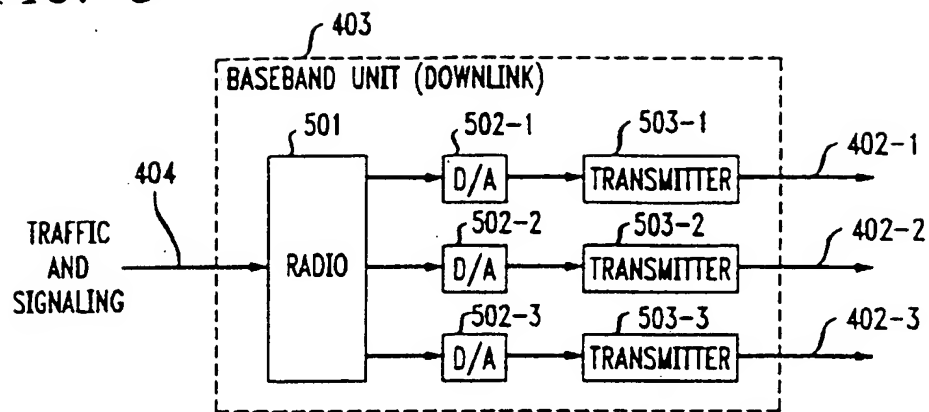 403
BASEBAND UNIT (DOWNLINK)
501
502-1
503-1
402-1
404
D/A
TRANSMITTER
TRAFFIC
AND
SIGNALING
RADIO
502-2
503-2
402-2
D/A
TRANSMITTER
502-3
503-3
402-3
D/A
TRANSMITTER